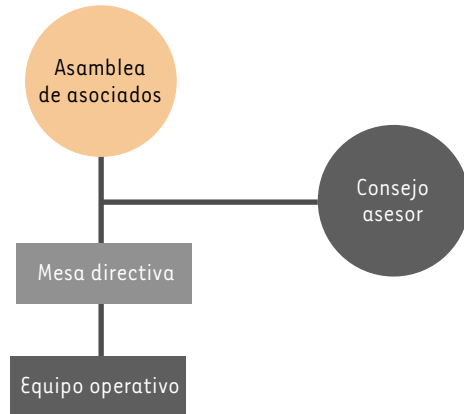 Asamblea
de asociados
Consejo
asesor
Mesa directiva
Equipo operativo